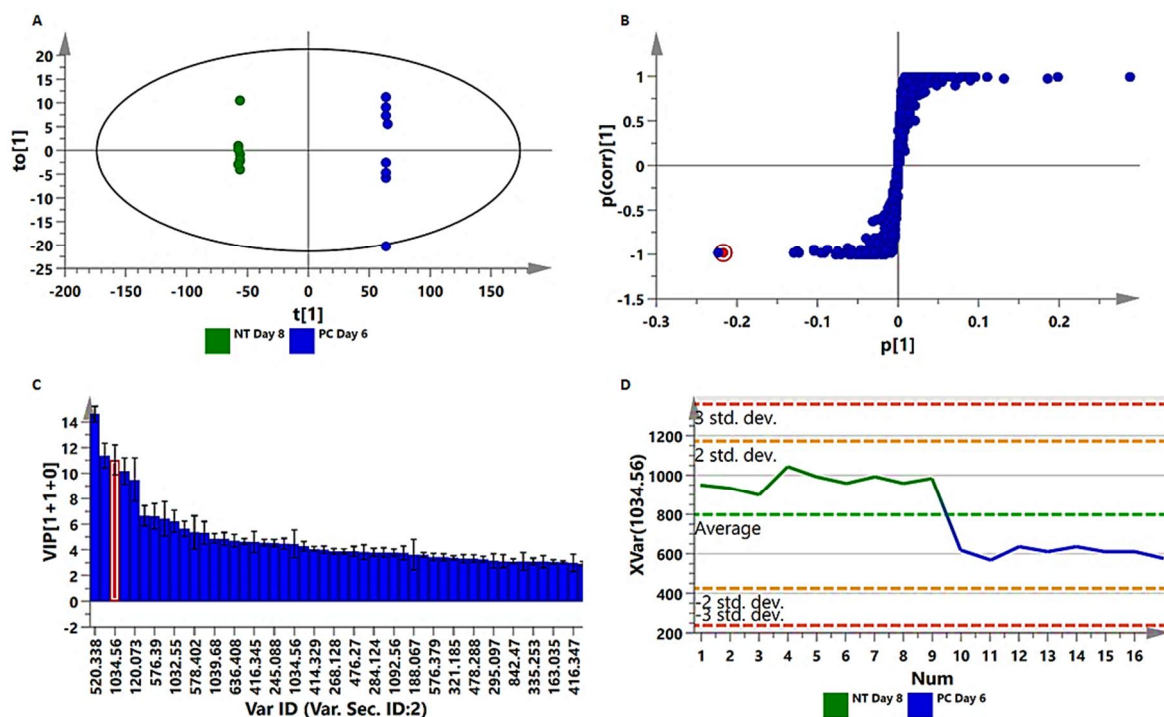 A
20
15
10
5
0
-5
-10
-15
-20
-25
to[1]
-200 -150 -100 -50 0 50 100 150
t[1]
NT Day 8 PC Day 6
B
1
0.5
0
-0.5
-1
-1.5
p(corr)[1]
-0.3 -0.2 -0.1 0 0.1 0.2
p[1]
C
14
12
10
8
6
4
2
0
-2
VIP[1+1+0]
520.338
1034.56
120.073
576.39
1032.55
578.402
1039.68
636.408
416.345
245.088
1034.56
414.329
268.128
476.27
284.124
1092.56
188.067
576.379
321.185
478.288
295.097
842.47
335.253
163.035
416.347
Var ID (Var. Sec. ID:2)
D
3 std. dev.
1200
2 std. dev.
1000
800
Average
600
400
-2 std. dev.
-3 std. dev.
200
XVar(1034.56)
1 2 3 4 5 6 7 8 9 10 11 12 13 14 15 16
Num
NT Day 8 PC Day 6